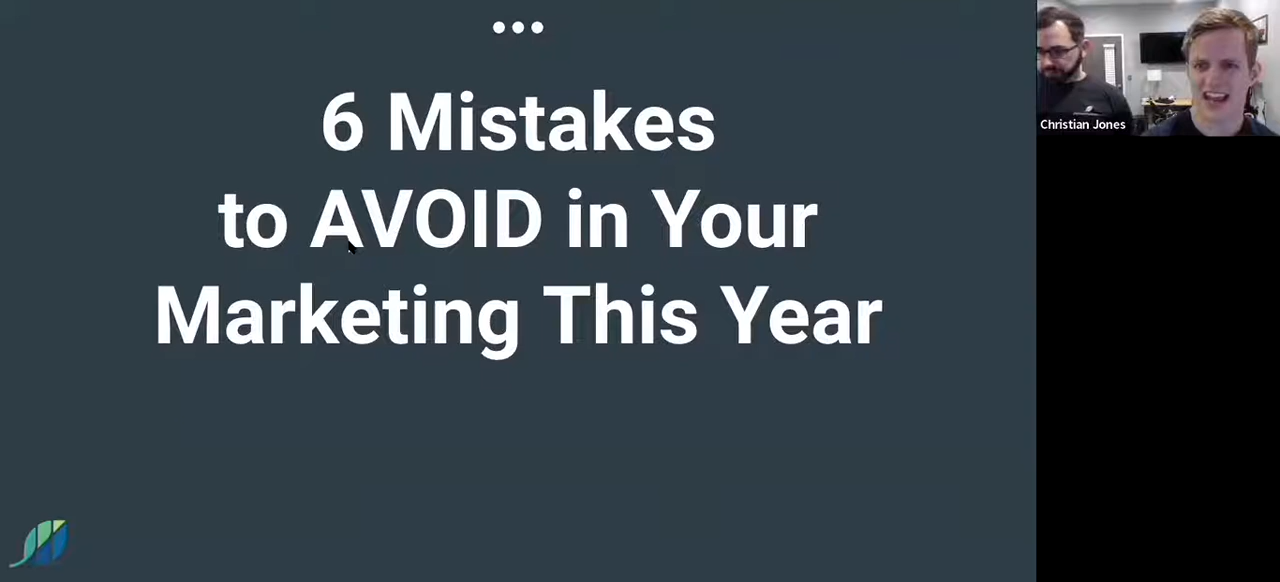 6 Mistakes
to AVOID in Your
Marketing This Year
Christian Jones